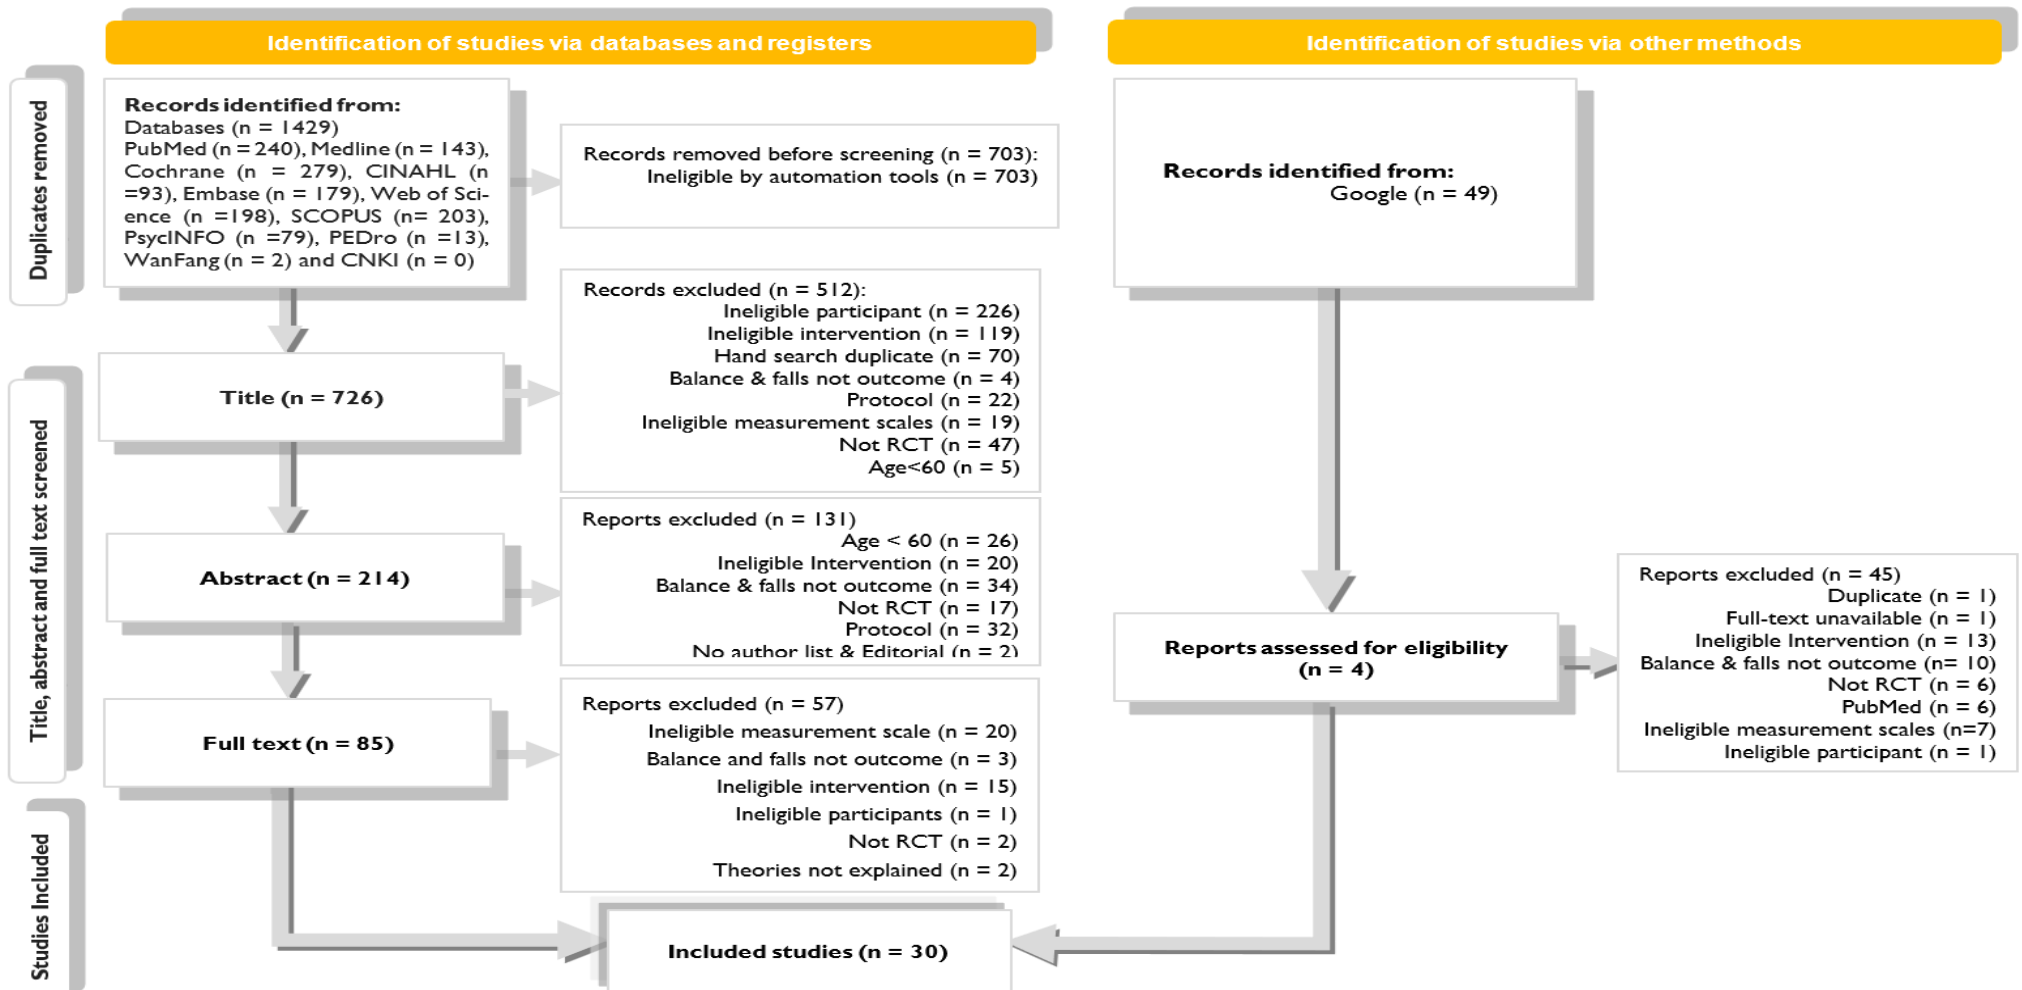 Identification of studies via databases and registers
Identification of studies via other methods
Duplicates removed
Records identified from:
Databases (n = 1429)
PubMed (n = 240), Medline (n = 143),
Cochrane (n = 279), CINAHL (n
=93), Embase (n = 179), Web of Sci-
ence (n =198), SCOPUS (n= 203),
PsycINFO (n =79), PEDro (n =13),
WanFang (n = 2) and CNKI (n = 0)
Records removed before screening (n = 703):
Ineligible by automation tools (n = 703)
Records identified from:
Google (n = 49)
Title, abstract and full text screened
Title (n = 726)
Records excluded (n = 512):
Ineligible participant (n = 226)
Ineligible intervention (n = 119)
Hand search duplicate (n = 70)
Balance & falls not outcome (n = 4)
Protocol (n = 22)
Ineligible measurement scales (n = 19)
Not RCT (n = 47)
Age<60 (n = 5)
Abstract (n = 214)
Reports excluded (n = 131)
Age < 60 (n = 26)
Ineligible Intervention (n = 20)
Balance & falls not outcome (n = 34)
Not RCT (n = 17)
Protocol (n = 32)
No author list & Editorial (n = 2)
Full text (n = 85)
Reports excluded (n = 57)
Ineligible measurement scale (n = 20)
Balance and falls not outcome (n = 3)
Ineligible intervention (n = 15)
Ineligible participants (n = 1)
Not RCT (n = 2)
Theories not explained (n = 2)
Reports assessed for eligibility
(n = 4)
Reports excluded (n = 45)
Duplicate (n = 1)
Full-text unavailable (n = 1)
Ineligible Intervention (n = 13)
Balance & falls not outcome (n= 10)
Not RCT (n = 6)
PubMed (n = 6)
Ineligible measurement scales (n=7)
Ineligible participant (n = 1)
Studies Included
Included studies (n = 30)